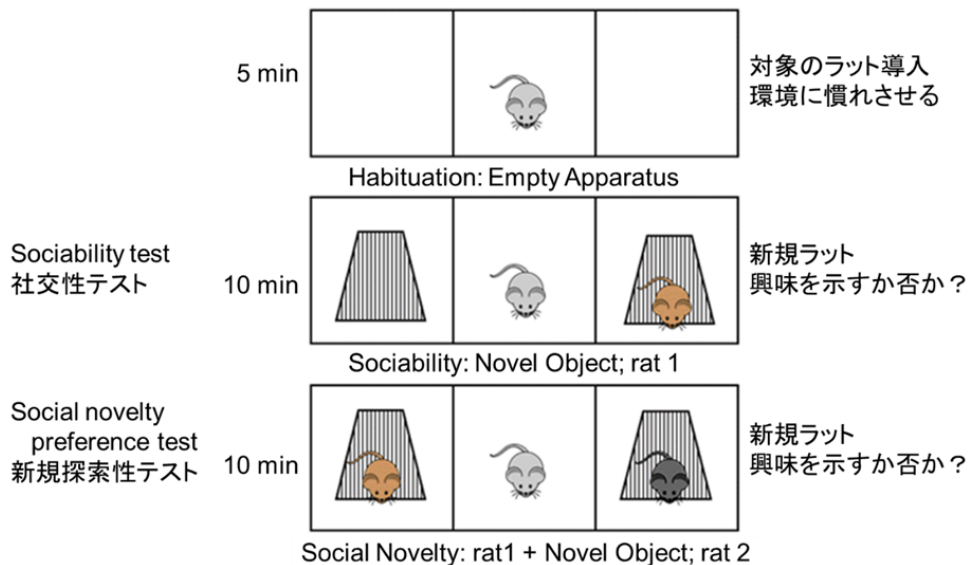 5 min
対象のラット導入
環境に慣れさせる
Habituation: Empty Apparatus
Sociability test
社交性テスト
10 min
新規ラット
興味を示すか否か？
Sociability: Novel Object; rat 1
Social novelty
preference test
新規探索性テスト
10 min
新規ラット
興味を示すか否か？
Social Novelty: rat1 + Novel Object; rat 2